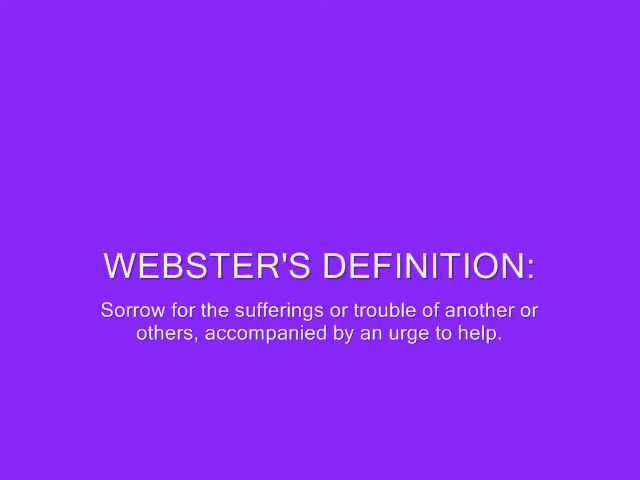 WEBSTER'S DEFINITION:
Sorrow for the sufferings or trouble of another or
others, accompanied by an urge to help.